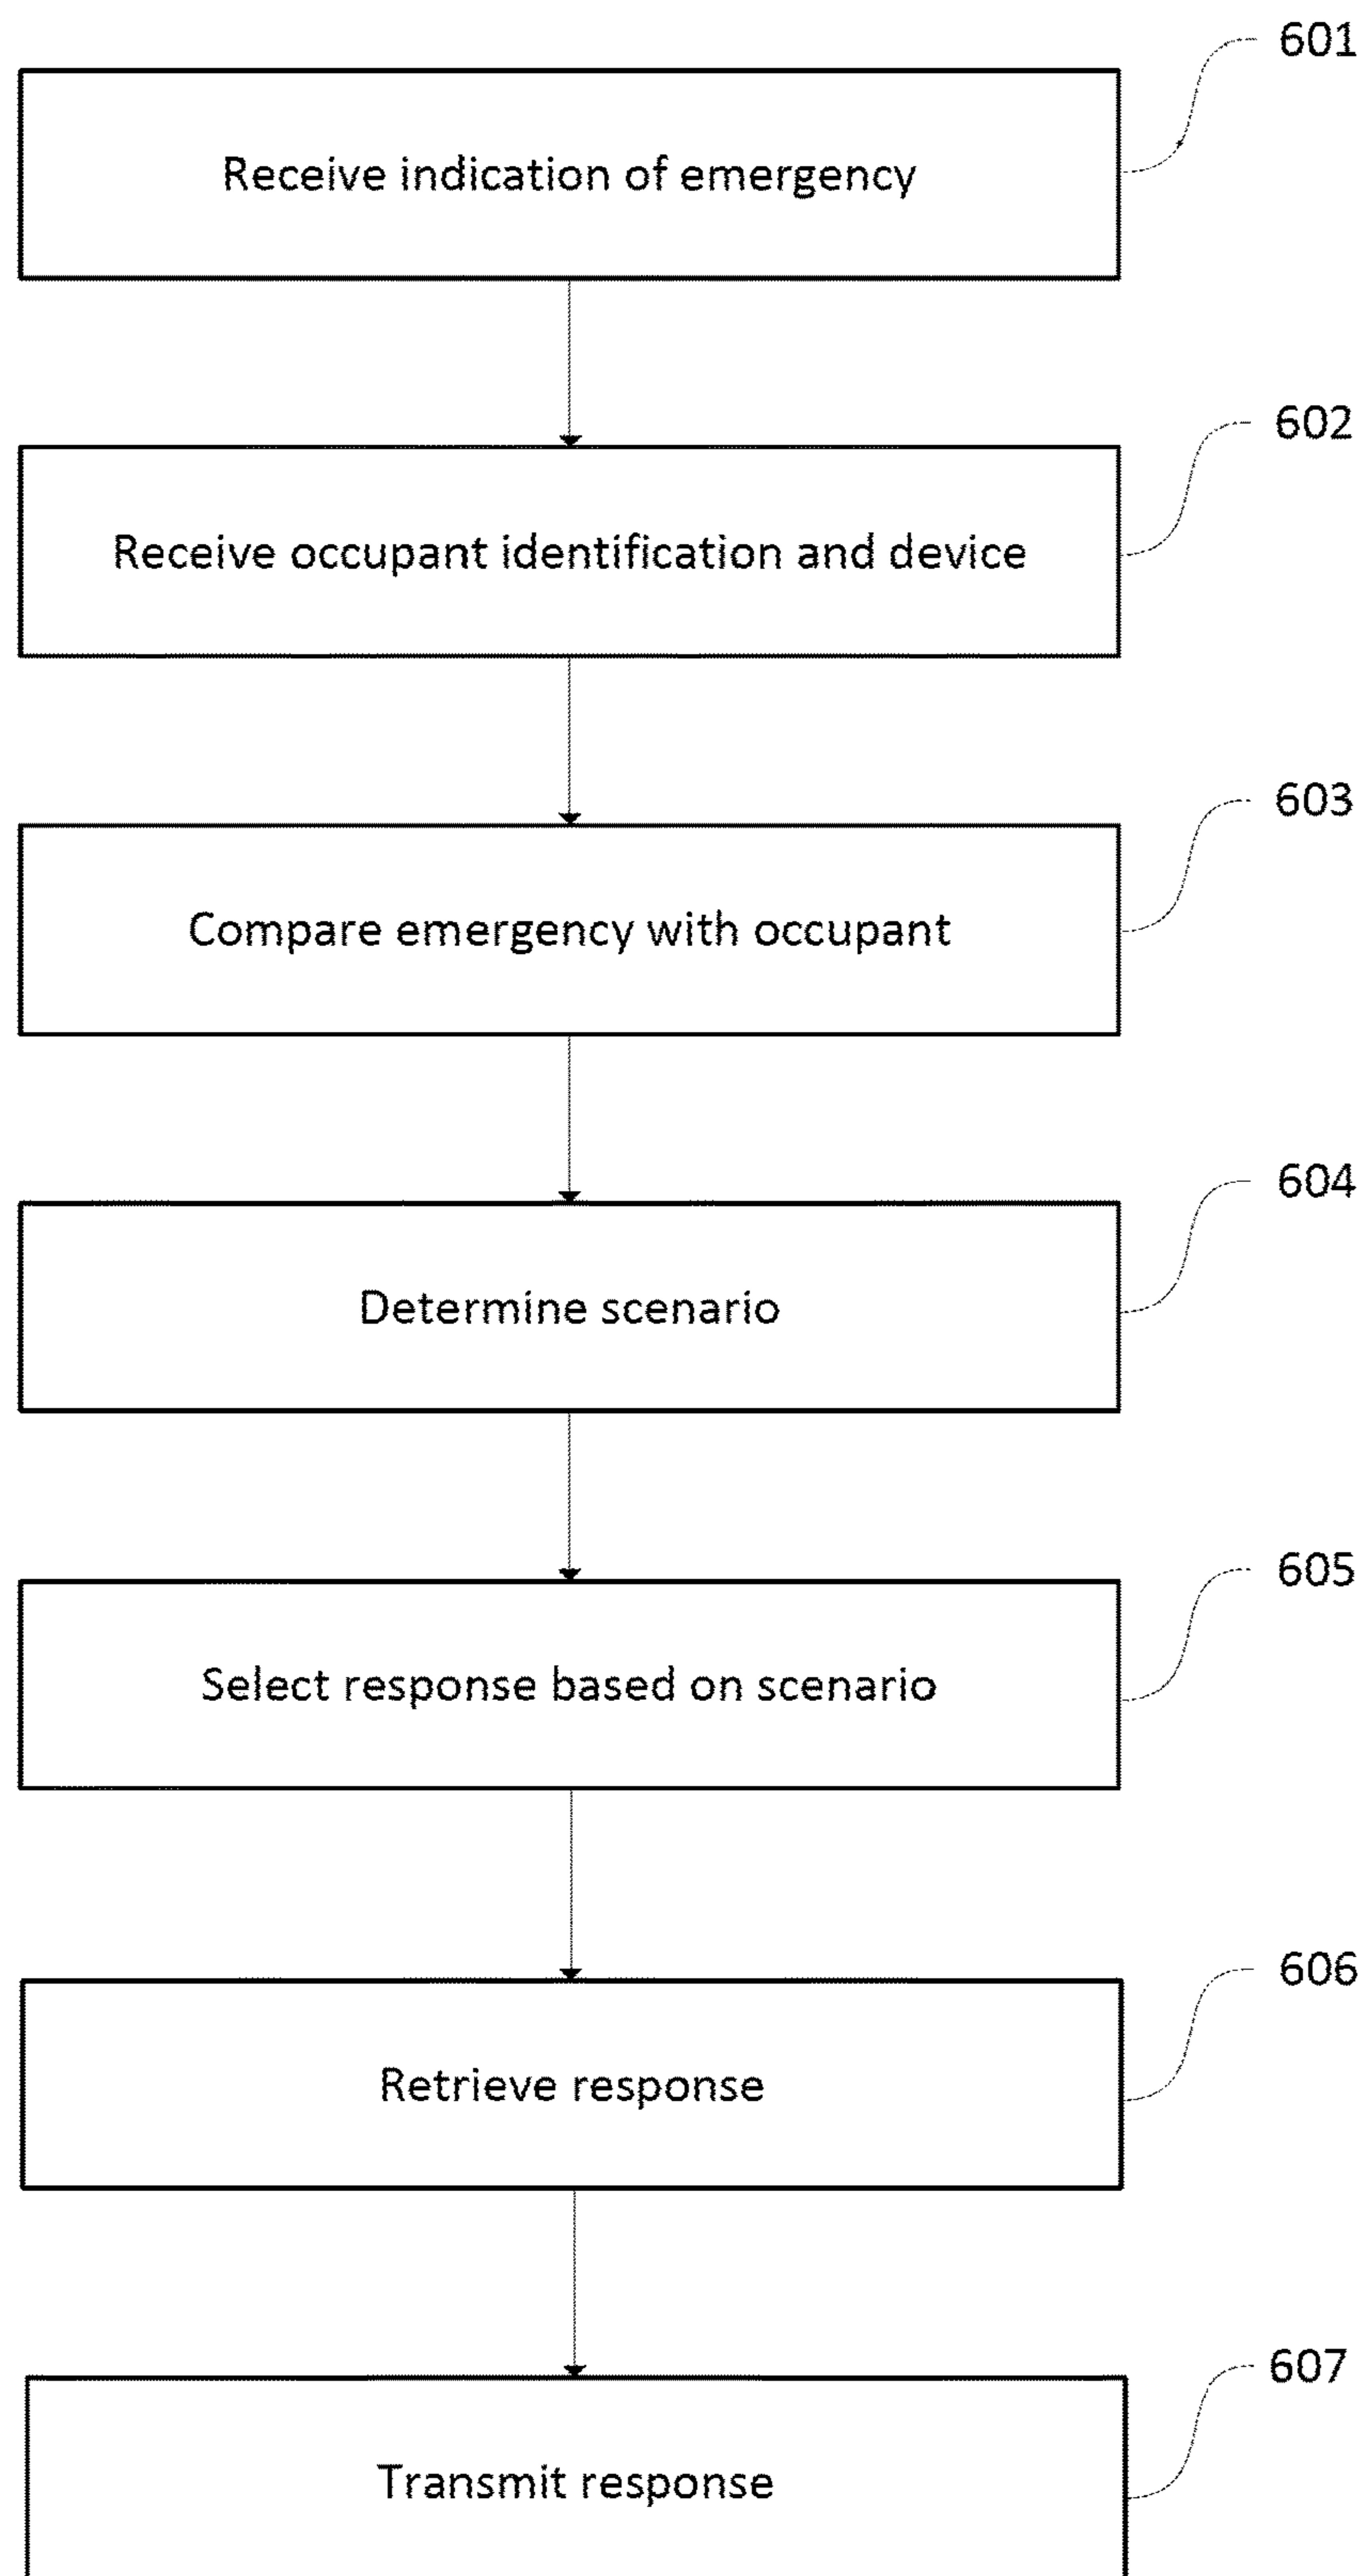 601
Receive indication of emergency
602
Receive occupant identification and device
603
Compare emergency with occupant
604
Determine scenario
605
Select response based on scenario
606
Retrieve response
607
Transmit response